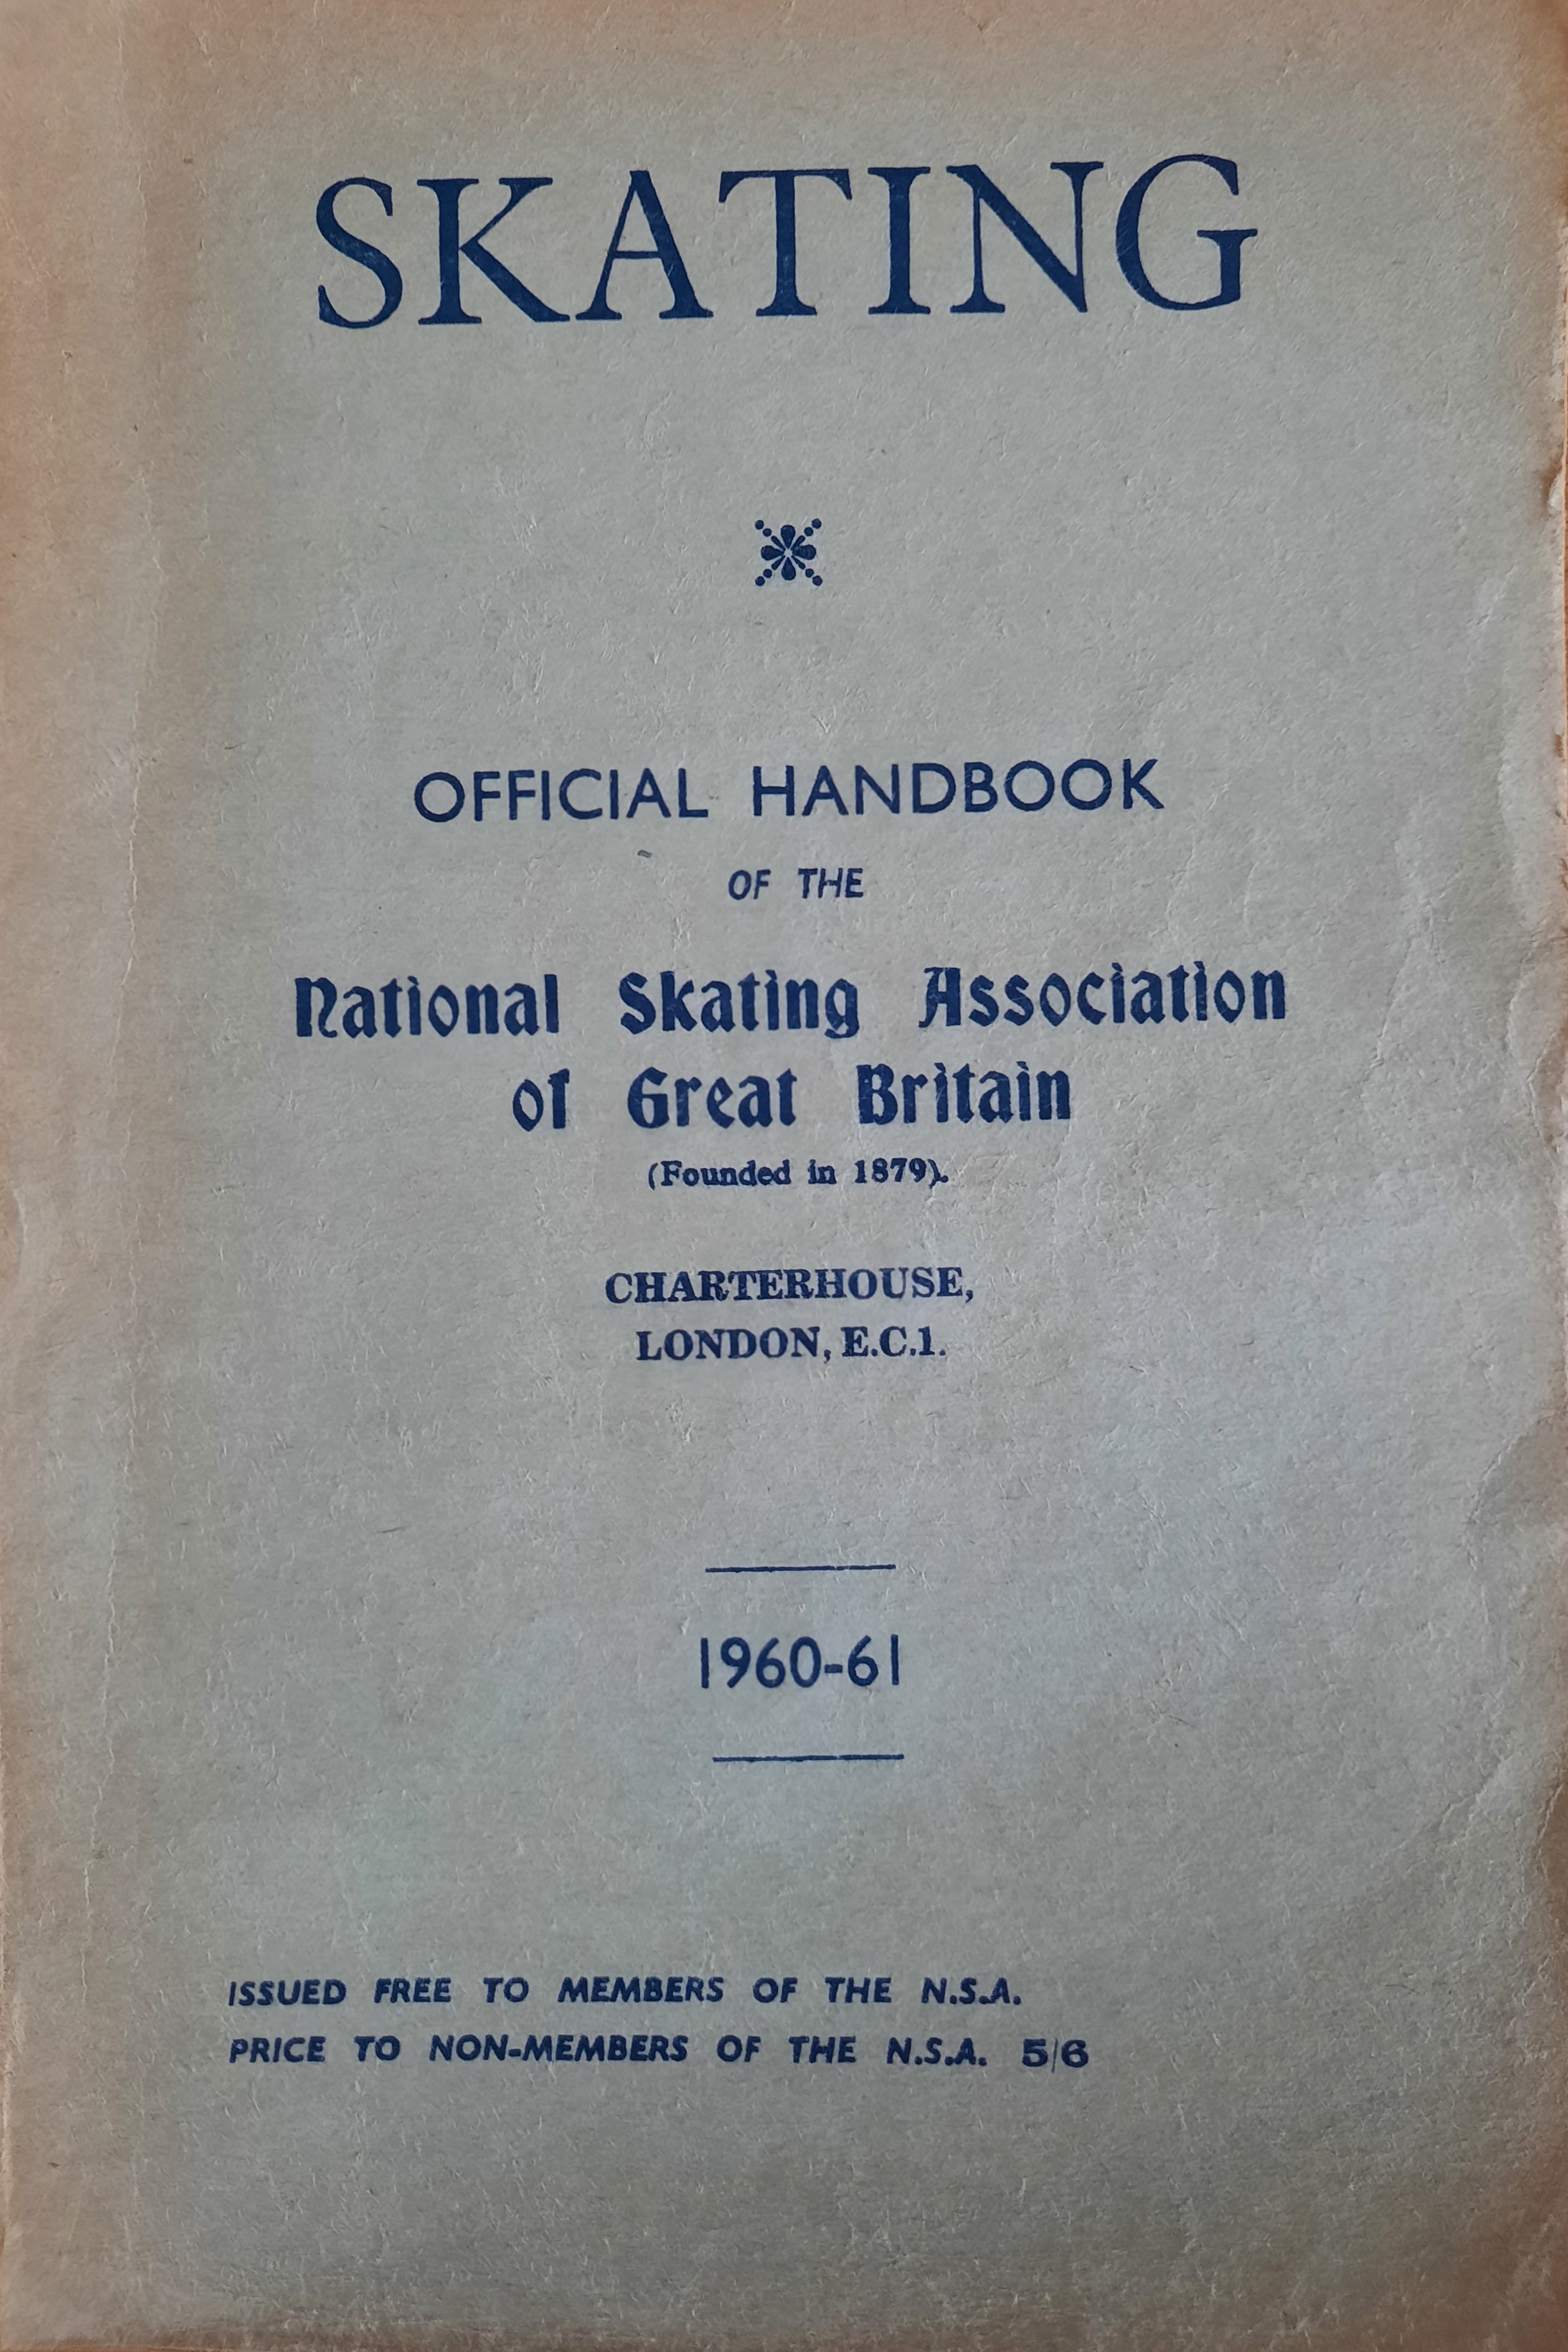 SKATING
OFFICIAL HANDBOOK
OF THE
National Skating Association
of Great Britain
(Founded in 1879).
CHARTERHOUSE,
LONDON, E.C.1.
1960-61
ISSUED FREE TO MEMBERS OF THE N.S.A.
PRICE TO NON-MEMBERS OF THE N.S.A. 5/6